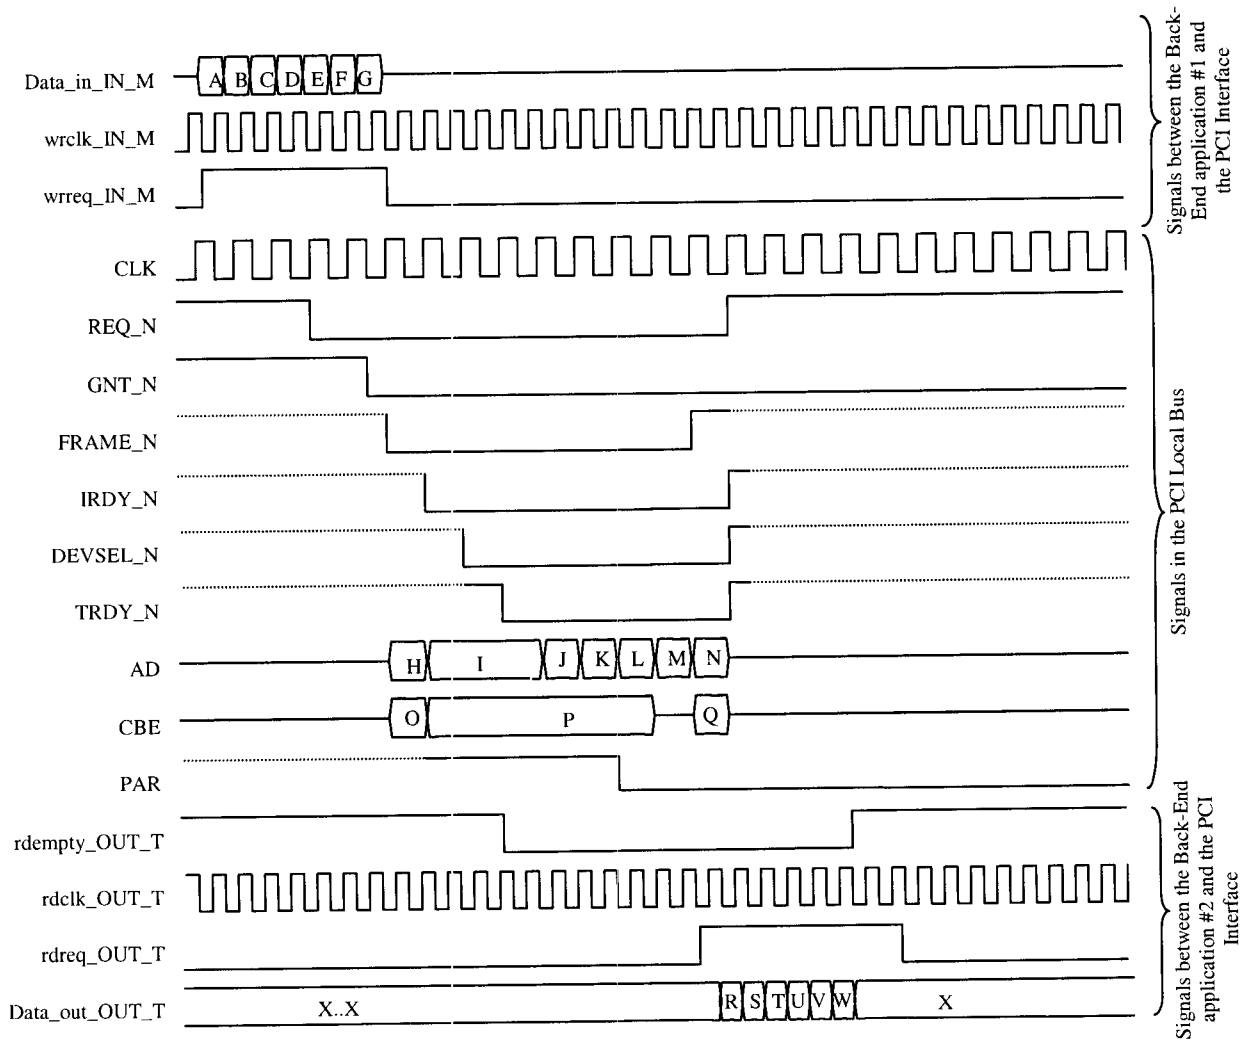 Data_in_IN_M
A B C D E F G
wrclk_IN_M
wrreq_IN_M
Signals between the Back-
End application #1 and
the PCI Interface
CLK
REQ_N
GNT_N
FRAME_N
IRDY_N
DEVSEL_N
TRDY_N
AD
H I J K L M N
CBE
O P Q
PAR
Signals in the PCI Local Bus
rdempty_OUT_T
rdclk_OUT_T
rdreq_OUT_T
Data_out_OUT_T
X..X R S T U V W X
Signals between the Back-End
application #2 and the PCI
Interface